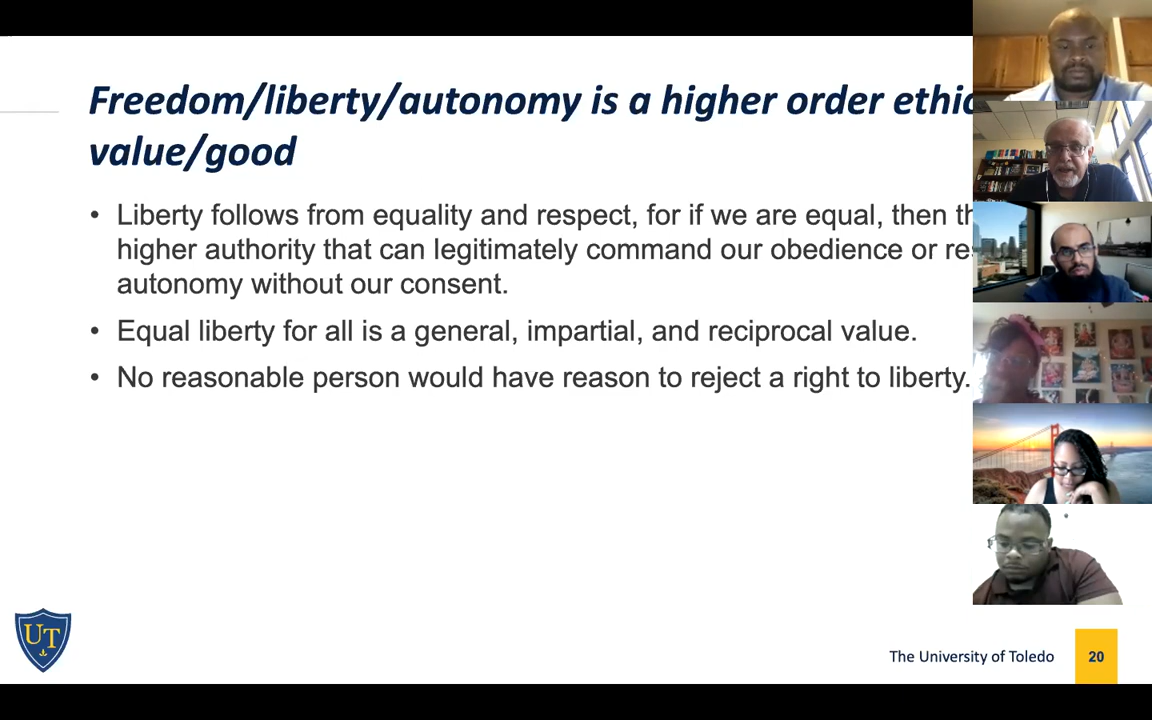 Freedom/liberty/autonomy is a higher order
value/good
• Liberty follows from equality and respect, for if we are equal, then
higher authority that can legitimately command our obedience or
autonomy without our consent.
• Equal liberty for all is a general, impartial, and reciprocal value.
• No reasonable person would have reason to reject a right to liberty.
UT
The University of Toledo
20